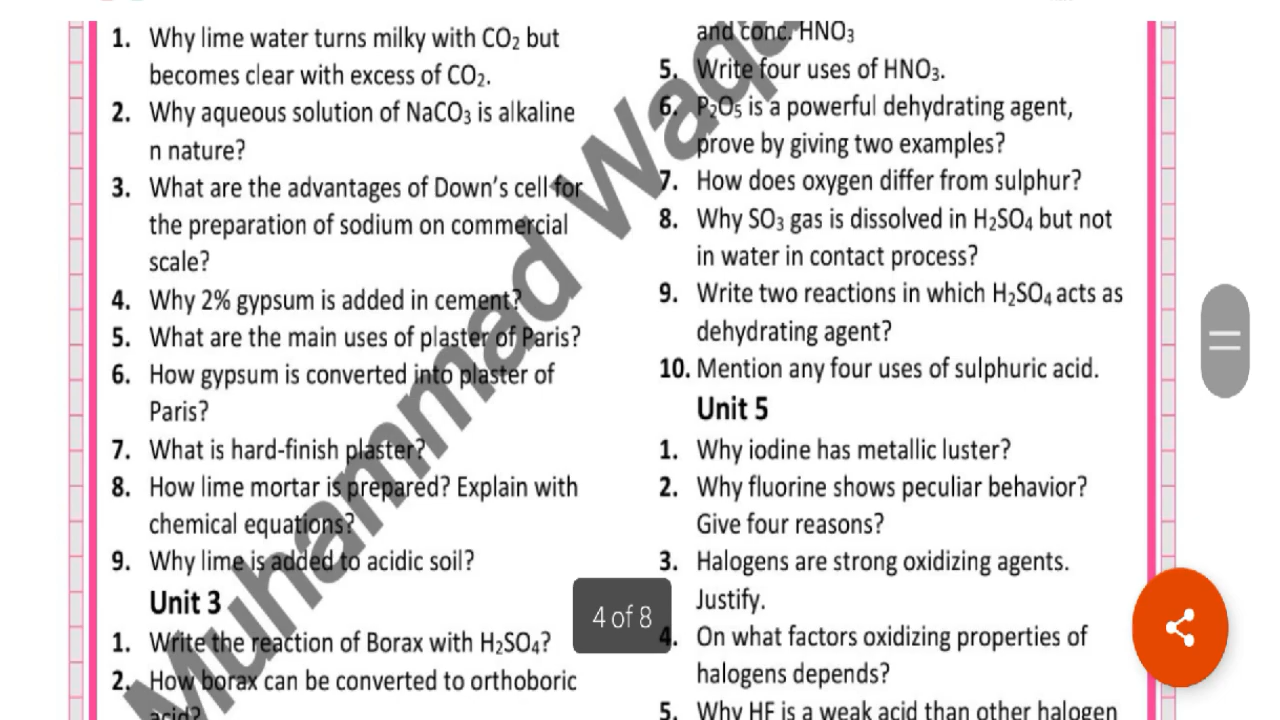 1. Why lime water turns milky with CO₂ but
becomes clear with excess of CO₂.
2. Why aqueous solution of NaCO₃ is alkaline
n nature?
3. What are the advantages of Down's cell for
the preparation of sodium on commercial
scale?
4. Why 2% gypsum is added in cement?
5. What are the main uses of plaster of Paris?
6. How gypsum is converted into plaster of
Paris?
7. What is hard-finish plaster?
8. How lime mortar is prepared? Explain with
chemical equations?
9. Why lime is added to acidic soil?
Unit 3
1. Write the reaction of Borax with H₂SO₄?
2. How borax can be converted to orthoboric
acid?
and conc. HNO₃
5. Write four uses of HNO₃.
6. P₂O₅ is a powerful dehydrating agent,
prove by giving two examples?
7. How does oxygen differ from sulphur?
8. Why SO₃ gas is dissolved in H₂SO₄ but not
in water in contact process?
9. Write two reactions in which H₂SO₄ acts as
dehydrating agent?
10. Mention any four uses of sulphuric acid.
Unit 5
1. Why iodine has metallic luster?
2. Why fluorine shows peculiar behavior?
Give four reasons?
3. Halogens are strong oxidizing agents.
Justify.
4. On what factors oxidizing properties of
halogens depends?
5. Why HF is a weak acid than other halogen
Muhammad Waqa
4 of 8